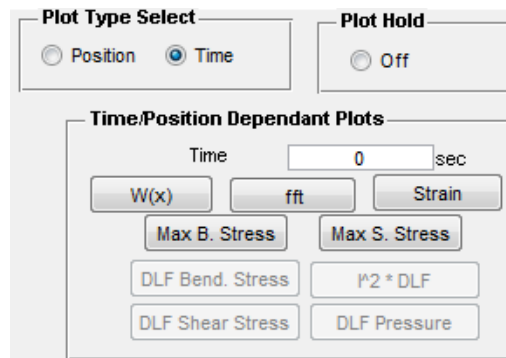 Plot Type Select
Plot Hold
Position Time
Off
Time/Position Dependant Plots
Time 0 sec
W(x) fft Strain
Max B. Stress Max S. Stress
DLF Bend. Stress l^2 * DLF
DLF Shear Stress DLF Pressure